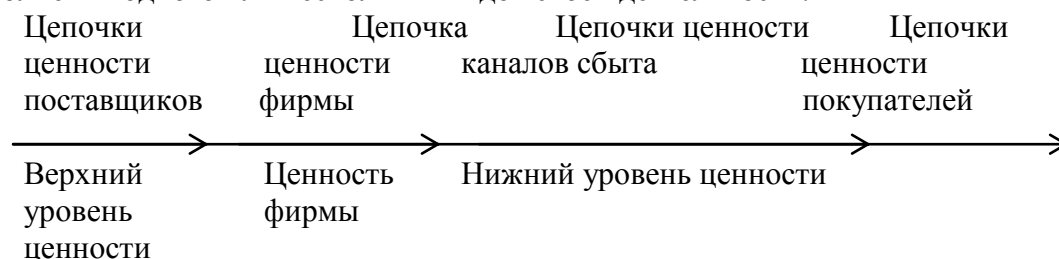 Цепочки Цепочка Цепочки ценности Цепочки
ценности ценности каналов сбыта ценности
поставщиков фирмы покупателей
Верхний Ценность Нижний уровень ценности
уровень фирмы
ценности